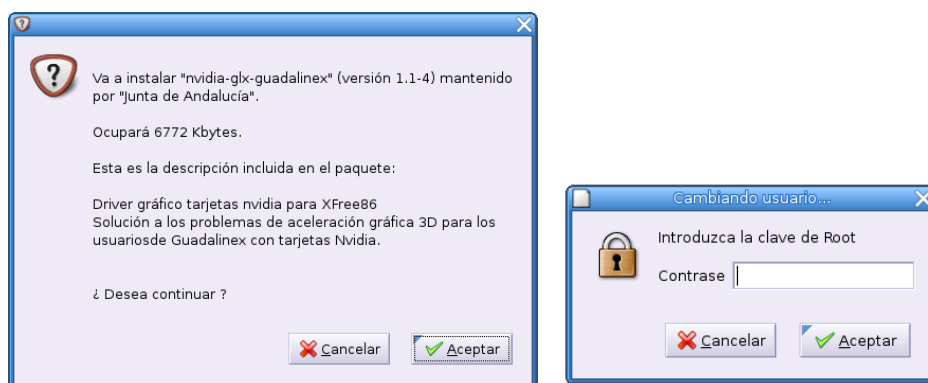 Va a instalar "nvidia-glx-guadalinex" (versión 1.1-4) mantenido
por "Junta de Andalucía".
Ocupará 6772 Kbytes.
Esta es la descripción incluida en el paquete:
Driver gráfico tarjetas nvidia para XFree86
Solución a los problemas de aceleración gráfica 3D para los
usuariosde Guadalinex con tarjetas Nvidia.
¿ Desea continuar ?
Cancelar
Aceptar
Cambiando usuario...
Introduzca la clave de Root
Contrase
Cancelar
Aceptar